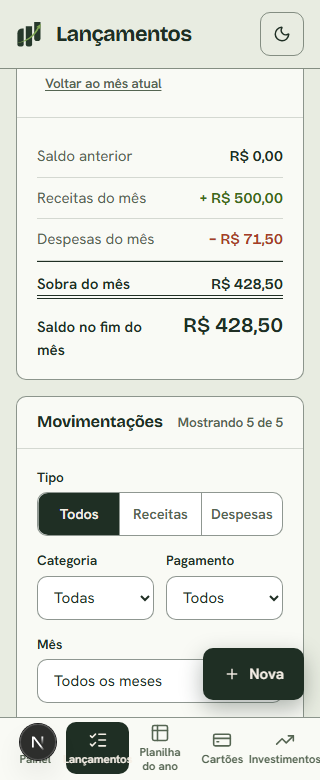 Lançamentos
Voltar ao mês atual
Saldo anterior R$ 0,00
Receitas do mês + R$ 500,00
Despesas do mês − R$ 71,50
Sobra do mês R$ 428,50
Saldo no fim do mês R$ 428,50
Movimentações Mostrando 5 de 5
Tipo
Todos Receitas Despesas
Categoria Pagamento
Todas Todos
Mês
Todos os meses
+ Nova
N
Painel Lançamentos Planilha do ano Cartões Investimentos